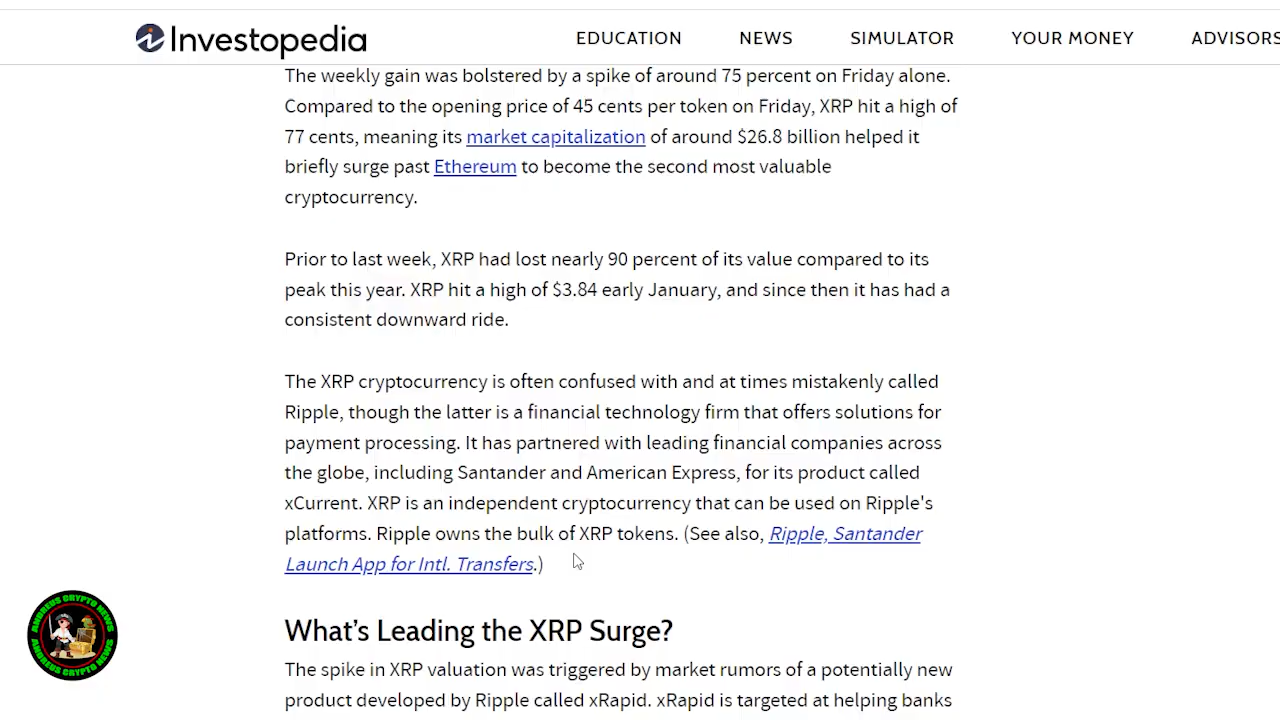 Investopedia
EDUCATION NEWS SIMULATOR YOUR MONEY ADVISORS
The weekly gain was bolstered by a spike of around 75 percent on Friday alone.
Compared to the opening price of 45 cents per token on Friday, XRP hit a high of
77 cents, meaning its market capitalization of around $26.8 billion helped it
briefly surge past Ethereum to become the second most valuable
cryptocurrency.
Prior to last week, XRP had lost nearly 90 percent of its value compared to its
peak this year. XRP hit a high of $3.84 early January, and since then it has had a
consistent downward ride.
The XRP cryptocurrency is often confused with and at times mistakenly called
Ripple, though the latter is a financial technology firm that offers solutions for
payment processing. It has partnered with leading financial companies across
the globe, including Santander and American Express, for its product called
xCurrent. XRP is an independent cryptocurrency that can be used on Ripple's
platforms. Ripple owns the bulk of XRP tokens. (See also, Ripple, Santander
Launch App for Intl. Transfers.)
ANDREUS CRYPTO NEWS
ANDREUS CRYPTO NEWS
What's Leading the XRP Surge?
The spike in XRP valuation was triggered by market rumors of a potentially new
product developed by Ripple called xRapid. xRapid is targeted at helping banks